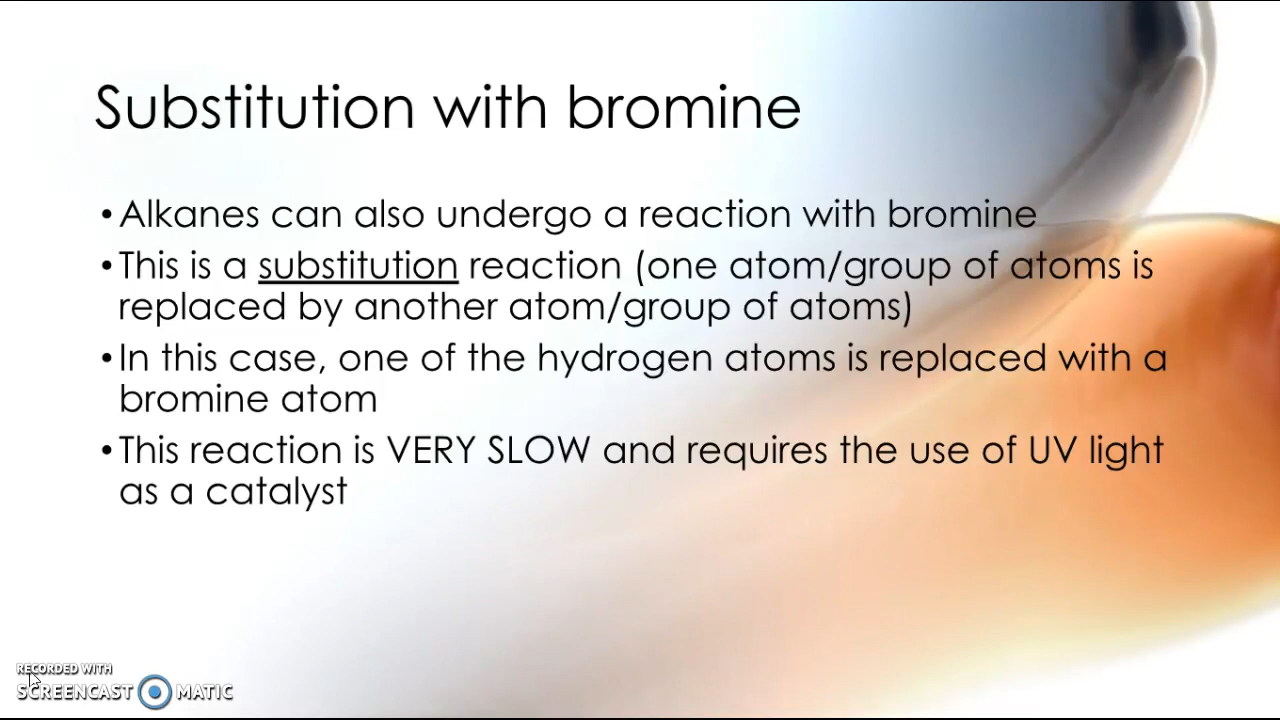 Substitution with bromine
•Alkanes can also undergo a reaction with bromine
•This is a substitution reaction (one atom/group of atoms is
replaced by another atom/group of atoms)
•In this case, one of the hydrogen atoms is replaced with a
bromine atom
•This reaction is VERY SLOW and requires the use of UV light
as a catalyst
RECORDED WITH
SCREENCAST MATIC